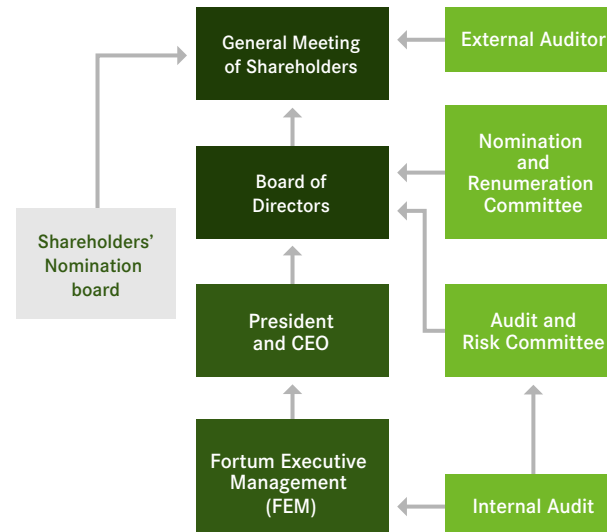 General Meeting
of Shareholders
External Auditor
Nomination
and
Renumeration
Committee
Board of
Directors
Shareholders'
Nomination
board
President
and CEO
Audit and
Risk Committee
Fortum Executive
Management
(FEM)
Internal Audit